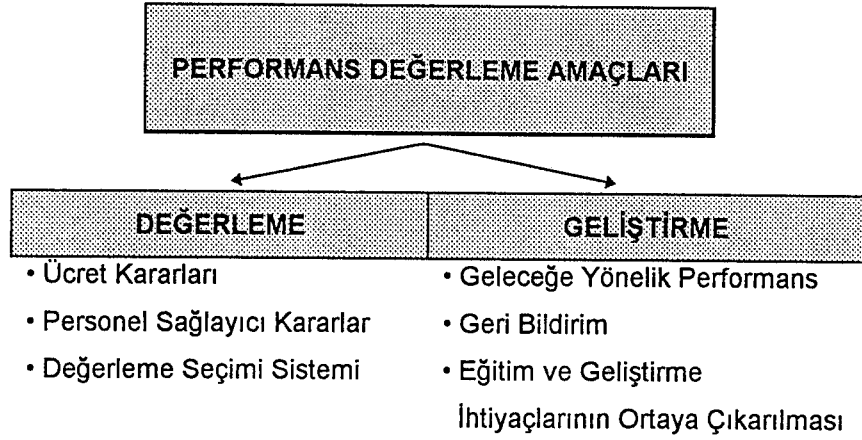 PERFORMANS DEĞERLEME AMAÇLARI
DEĞERLEME
• Ücret Kararları
• Personel Sağlayıcı Kararlar
• Değerleme Seçimi Sistemi
GELİŞTİRME
• Geleceğe Yönelik Performans
• Geri Bildirim
• Eğitim ve Geliştirme
İhtiyaçlarının Ortaya Çıkarılması